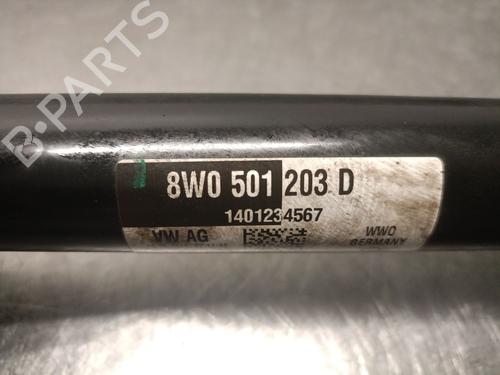 B-PARTS
8W0 501 203 D
1401234567
VW AG
WWO
GERMANY